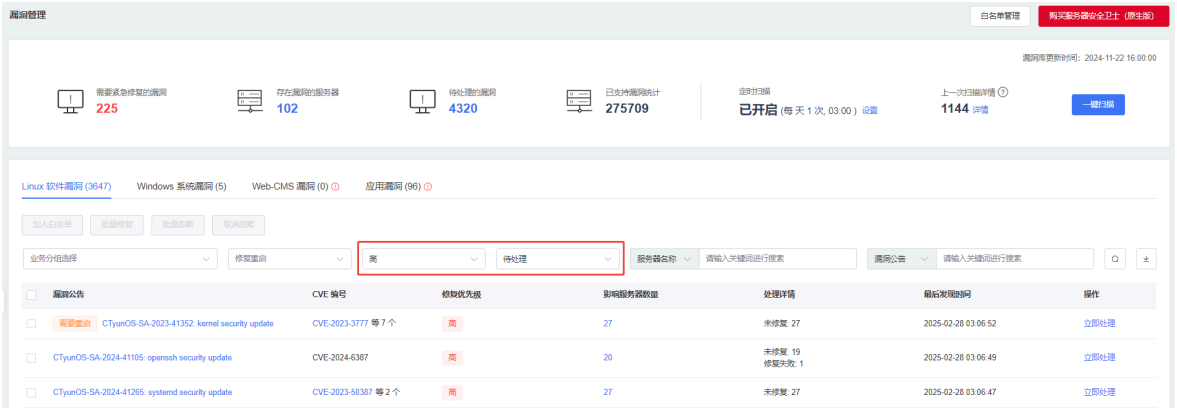 漏洞管理
白名单管理
购买服务器安全卫士（原生版）
漏洞库更新时间：2024-11-22 16:00:00
需要紧急修复的漏洞
225
存在漏洞的服务器
102
待处理的漏洞
4320
已支持漏洞统计
275709
定时扫描
已开启 (每天1次, 03:00) 设置
上一次扫描详情
1144 详情
一键扫描
Linux 软件漏洞 (3647) Windows 系统漏洞 (5) Web-CMS 漏洞 (0) 应用漏洞 (96)
加入白名单 批量修复 批量忽略 取消忽略
业务分组选择 修复重启 高 待处理 服务器名称 请输入关键词进行搜索 漏洞公告 请输入关键词进行搜索
漏洞公告 CVE 编号 修复优先级 影响服务器数量 处理详情 最后发现时间 操作
需要重启 CTyunOS-SA-2023-41352: kernel security update CVE-2023-3777 等 7 个 高 27 未修复: 27 2025-02-28 03:06:52 立即处理
CTyunOS-SA-2024-41105: openssh security update CVE-2024-6387 高 20 未修复: 19 2025-02-28 03:06:49 立即处理
修复失败: 1
CTyunOS-SA-2024-41265: systemd security update CVE-2023-50387 等 2 个 高 27 未修复: 27 2025-02-28 03:06:47 立即处理